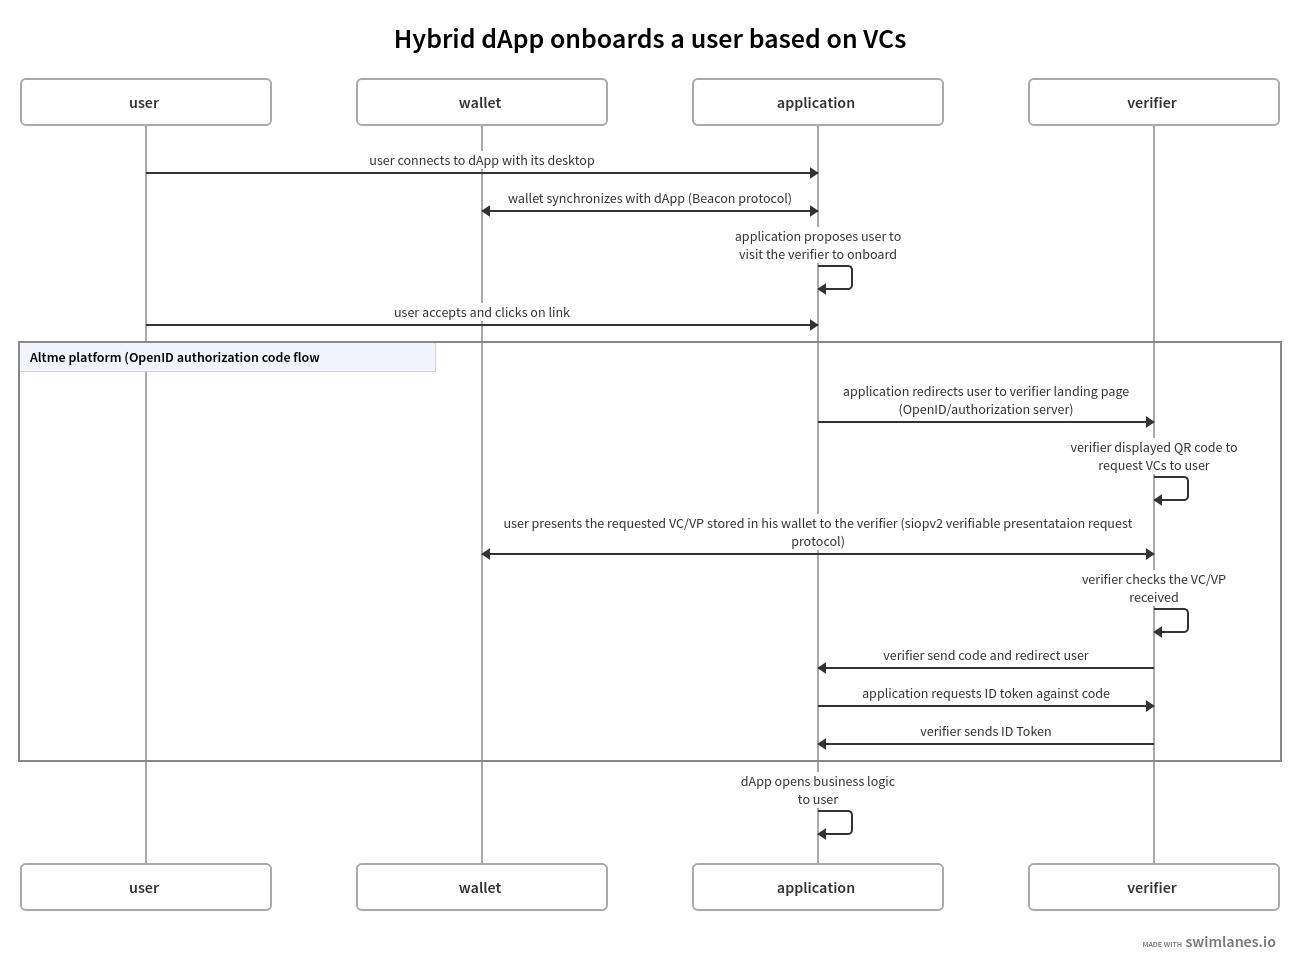 Hybrid dApp onboards a user based on VCs
user
wallet
application
verifier
user connects to dApp with its desktop
wallet synchronizes with dApp (Beacon protocol)
application proposes user to
visit the verifier to onboard
user accepts and clicks on link
Altme platform (OpenID authorization code flow
application redirects user to verifier landing page
(OpenID/authorization server)
verifier displayed QR code to
request VCs to user
user presents the requested VC/VP stored in his wallet to the verifier (siopv2 verifiable presentataion request
protocol)
verifier checks the VC/VP
received
verifier send code and redirect user
application requests ID token against code
verifier sends ID Token
dApp opens business logic
to user
user
wallet
application
verifier
MADE WITH swimlanes.io